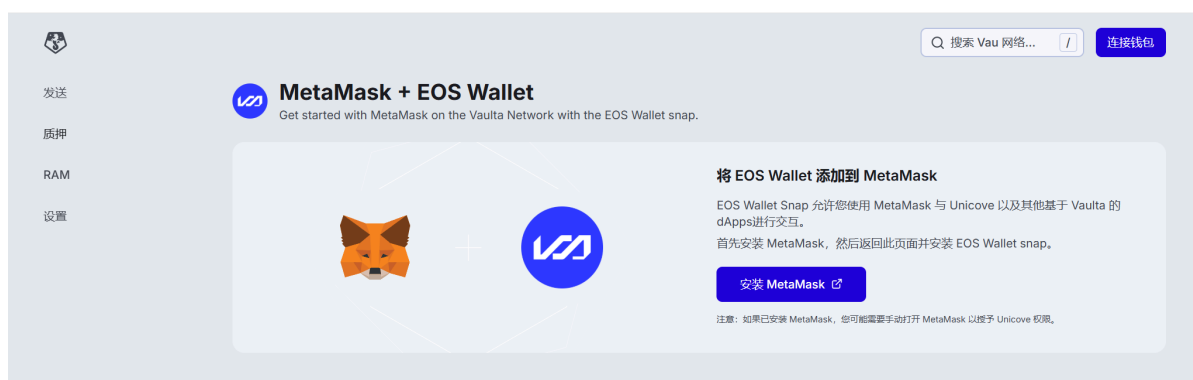 搜索 Vau 网络...
/
连接钱包
发送
质押
RAM
设置
MetaMask + EOS Wallet
Get started with MetaMask on the Vaulta Network with the EOS Wallet snap.
将 EOS Wallet 添加到 MetaMask
EOS Wallet Snap 允许您使用 MetaMask 与 Unicove 以及其他基于 Vaulta 的
dApps进行交互。
首先安装 MetaMask，然后返回此页面并安装 EOS Wallet snap。
安装 MetaMask
注意：如果已安装 MetaMask，您可能需要手动打开 MetaMask 以授予 Unicove 权限。